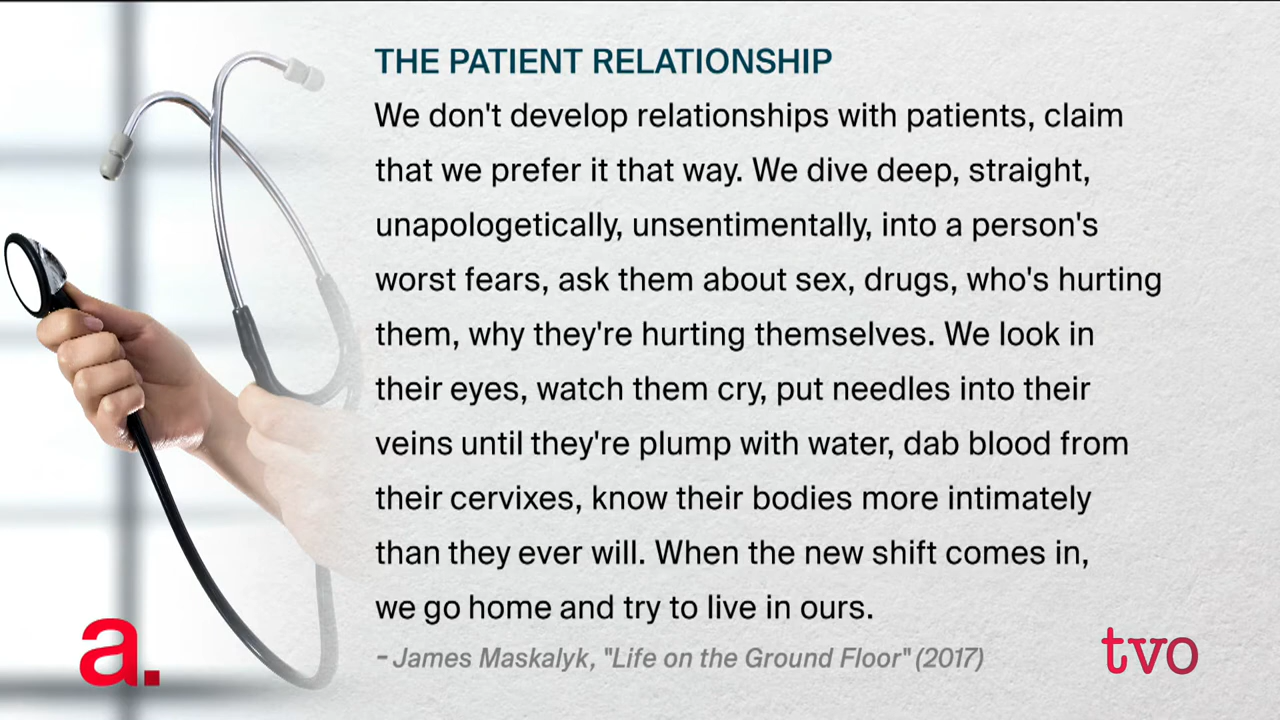 THE PATIENT RELATIONSHIP
We don't develop relationships with patients, claim
that we prefer it that way. We dive deep, straight,
unapologetically, unsentimentally, into a person's
worst fears, ask them about sex, drugs, who's hurting
them, why they're hurting themselves. We look in
their eyes, watch them cry, put needles into their
veins until they're plump with water, dab blood from
their cervixes, know their bodies more intimately
than they ever will. When the new shift comes in,
we go home and try to live in ours.
– James Maskalyk, "Life on the Ground Floor" (2017)
a.
tvo